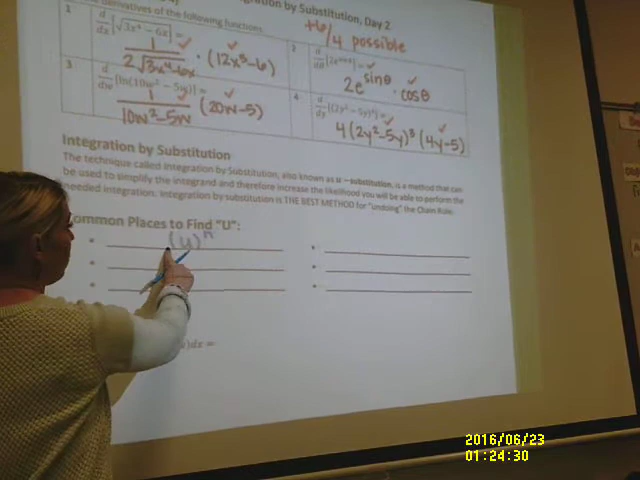 Integration by Substitution, Day 2
derivatives of the following functions.
+6/4 possible
1
d/dx [√3x⁴ − 6x] =
1 / 2√3x⁴−6x · (12x³−6)
2
2e^sinθ · cosθ
3
d/dw [ln(10w² − 5w)] =
1 / 10w²−5w (20w−5)
4
d/dy [(2y² − 5y)⁴] =
4(2y²−5y)³(4y−5)
Integration by Substitution
The technique called Integration by Substitution, also known as u – substitution, is a method that can
be used to simplify the integrand and therefore increase the likelihood you will be able to perform the
needed integration. Integration by substitution is THE BEST METHOD for "undoing" the Chain Rule.
Common Places to Find "U":
(u)ⁿ
)dx =
2016/06/23
01:24:30